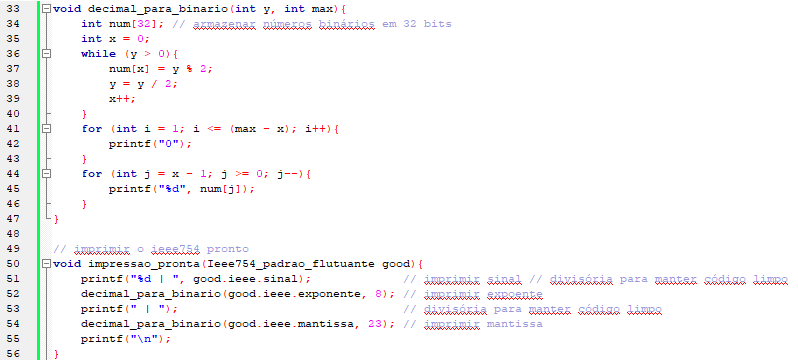 33 void decimal_para_binario(int y, int max){
34     int num[32]; // armazenar números binários em 32 bits
35     int x = 0;
36     while (y > 0){
37         num[x] = y % 2;
38         y = y / 2;
39         x++;
40     }
41     for (int i = 1; i <= (max - x); i++){
42         printf("0");
43     }
44     for (int j = x - 1; j >= 0; j--){
45         printf("%d", num[j]);
46     }
47 }
48
49 // imprimir o ieee754 pronto
50 void impressao_pronta(Ieee754_padrao_flutuante good){
51     printf("%d | ", good.ieee.sinal);             // imprimir sinal // divisória para manter código limpo
52     decimal_para_binario(good.ieee.exponente, 8); // imprimir exponente
53     printf(" | ");                                // divisória para manter código limpo
54     decimal_para_binario(good.ieee.mantissa, 23); // imprimir mantissa
55     printf("\n");
56 }